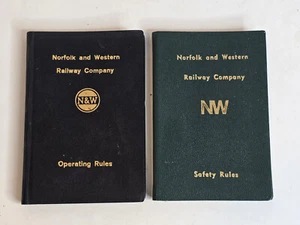 Norfolk and Western
Railway Company
N&W
Operating Rules
Norfolk and Western
Railway Company
NW
Safety Rules